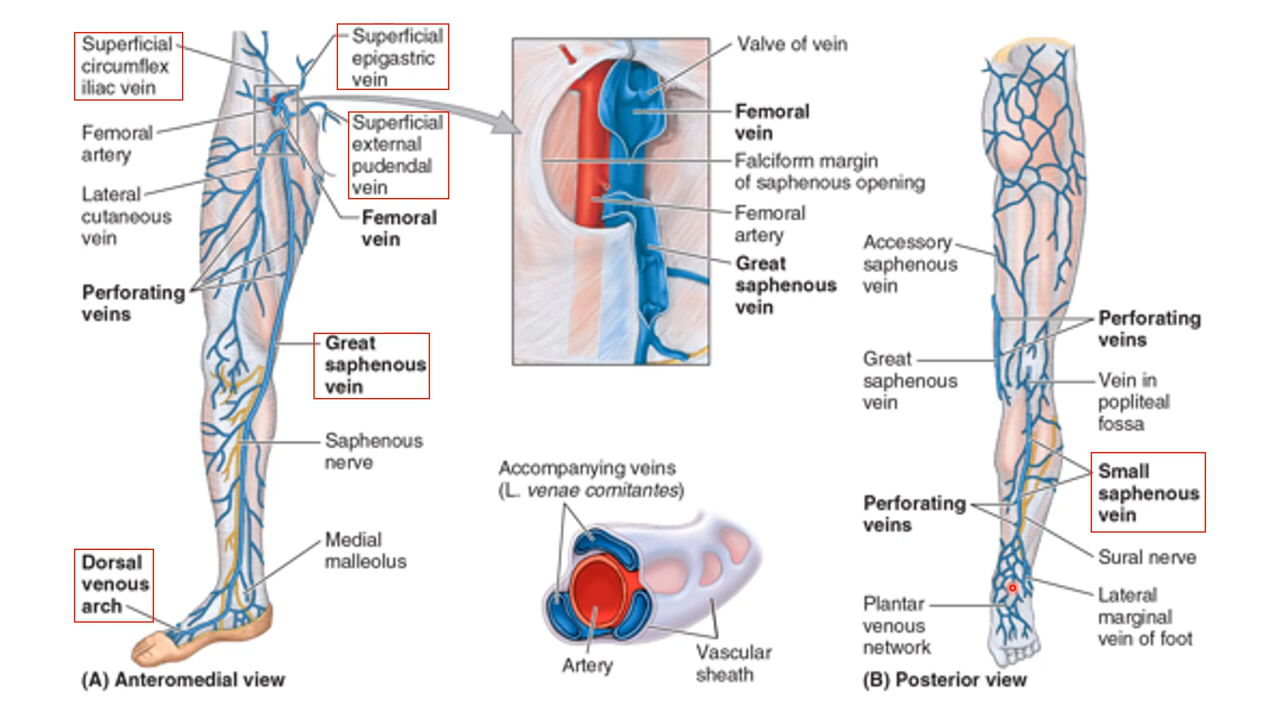 Superficial
circumflex
iliac vein
Femoral
artery
Lateral
cutaneous
vein
Perforating
veins
Dorsal
venous
arch
Superficial
epigastric
vein
Superficial
external
pudendal
vein
Femoral
vein
Great
saphenous
vein
Saphenous
nerve
Medial
malleolus
(A) Anteromedial view
Valve of vein
Femoral
vein
Falciform margin
of saphenous opening
Femoral
artery
Great
saphenous
vein
Accompanying veins
(L. venae comitantes)
Artery
Vascular
sheath
Accessory
saphenous
vein
Great
saphenous
vein
Perforating
veins
Plantar
venous
network
Perforating
veins
Vein in
popliteal
fossa
Small
saphenous
vein
Sural nerve
Lateral
marginal
vein of foot
(B) Posterior view